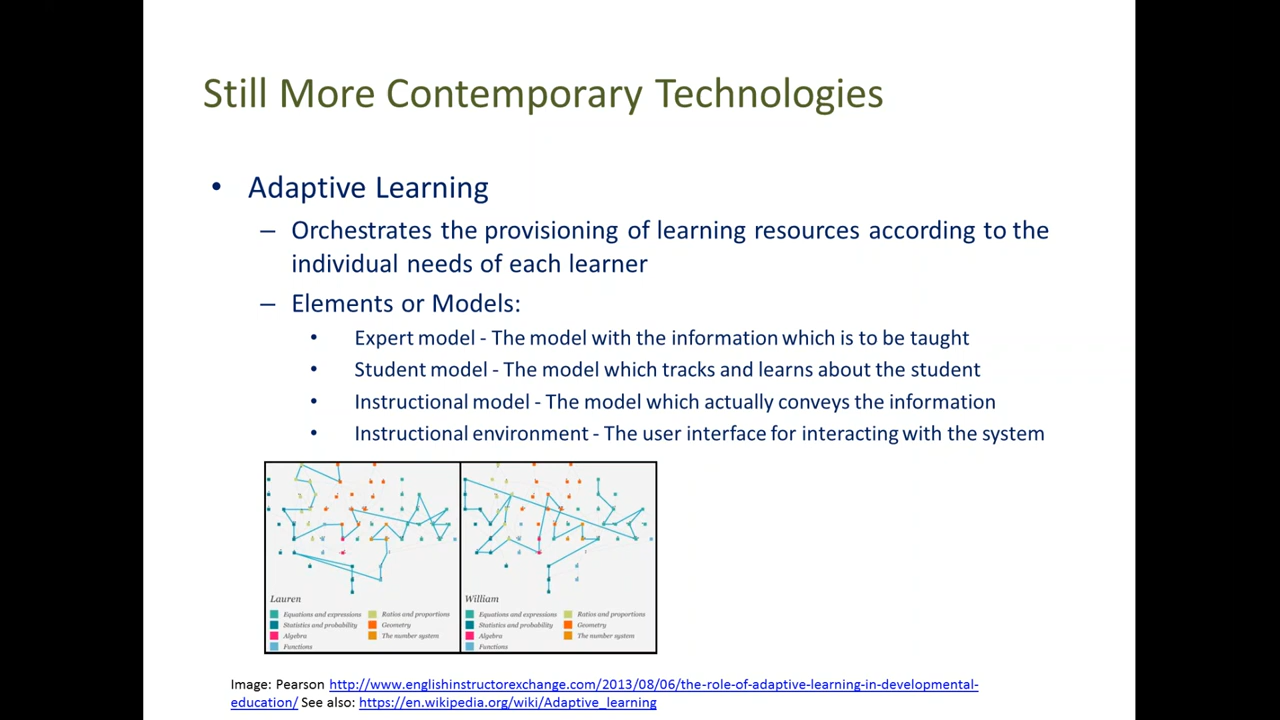 Still More Contemporary Technologies
• Adaptive Learning
– Orchestrates the provisioning of learning resources according to the
individual needs of each learner
– Elements or Models:
• Expert model - The model with the information which is to be taught
• Student model - The model which tracks and learns about the student
• Instructional model - The model which actually conveys the information
• Instructional environment - The user interface for interacting with the system
Lauren
Equations and expressions
Ratios and proportions
Statistics and probability
Geometry
Algebra
The number system
Functions
William
Equations and expressions
Ratios and proportions
Statistics and probability
Geometry
Algebra
The number system
Functions
Image: Pearson http://www.englishinstructorexchange.com/2013/08/06/the-role-of-adaptive-learning-in-developmental-
education/ See also: https://en.wikipedia.org/wiki/Adaptive_learning